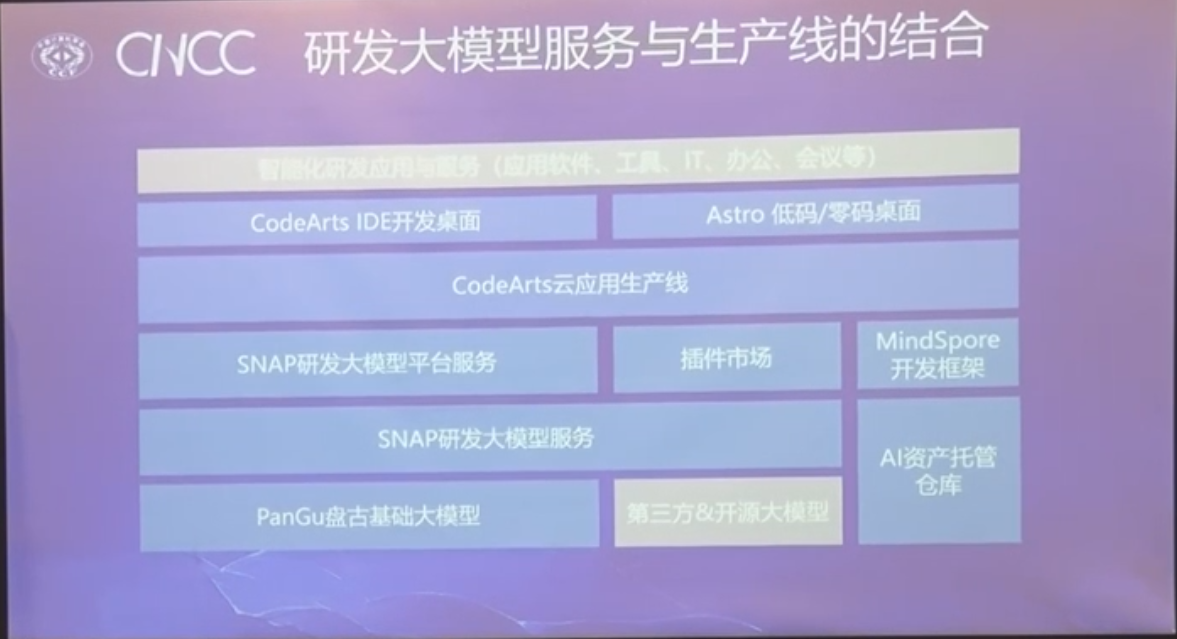 CNCC 研发大模型服务与生产线的结合
智能化研发应用与服务（应用软件、工具、IT、办公、会议等）
CodeArts IDE开发桌面
Astro 低码/零码桌面
CodeArts云应用生产线
SNAP研发大模型平台服务
插件市场
MindSpore
开发框架
SNAP研发大模型服务
AI资产托管
仓库
PanGu盘古基础大模型
第三方&开源大模型